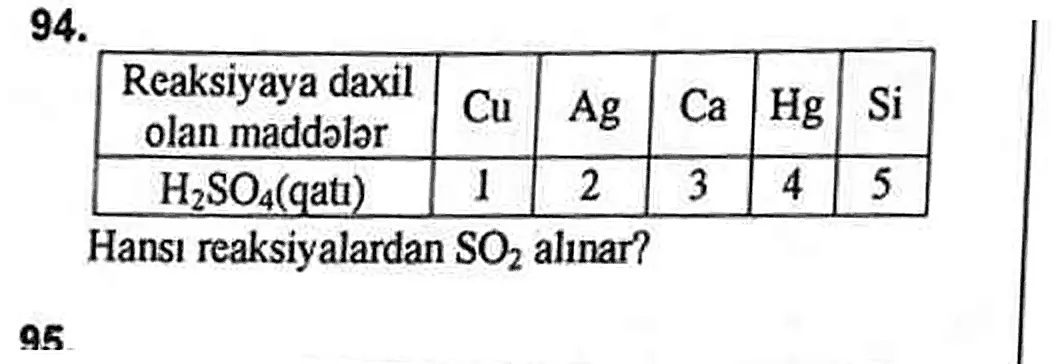 94.
Reaksiyaya daxil olan maddələr Cu Ag Ca Hg Si
H₂SO₄(qatı) 1 2 3 4 5
Hansı reaksiyalardan SO₂ alınar?
95.